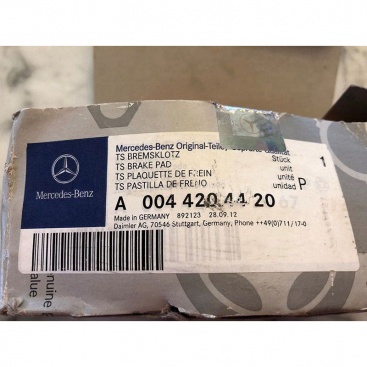 Mercedes-Benz Original-Teile, Geprüfte Qualität
TS BREMSKLOTZ Stück 1
TS BRAKE PAD unit
TS PLAQUETTE DE FREIN unité
TS PASTILLA DE FRENO unidad P
Mercedes-Benz
A 004 420 44 20
Made in GERMANY 892123 28.09.12
Daimler AG, 70546 Stuttgart, Germany, Phone ++49(0)711/17-0